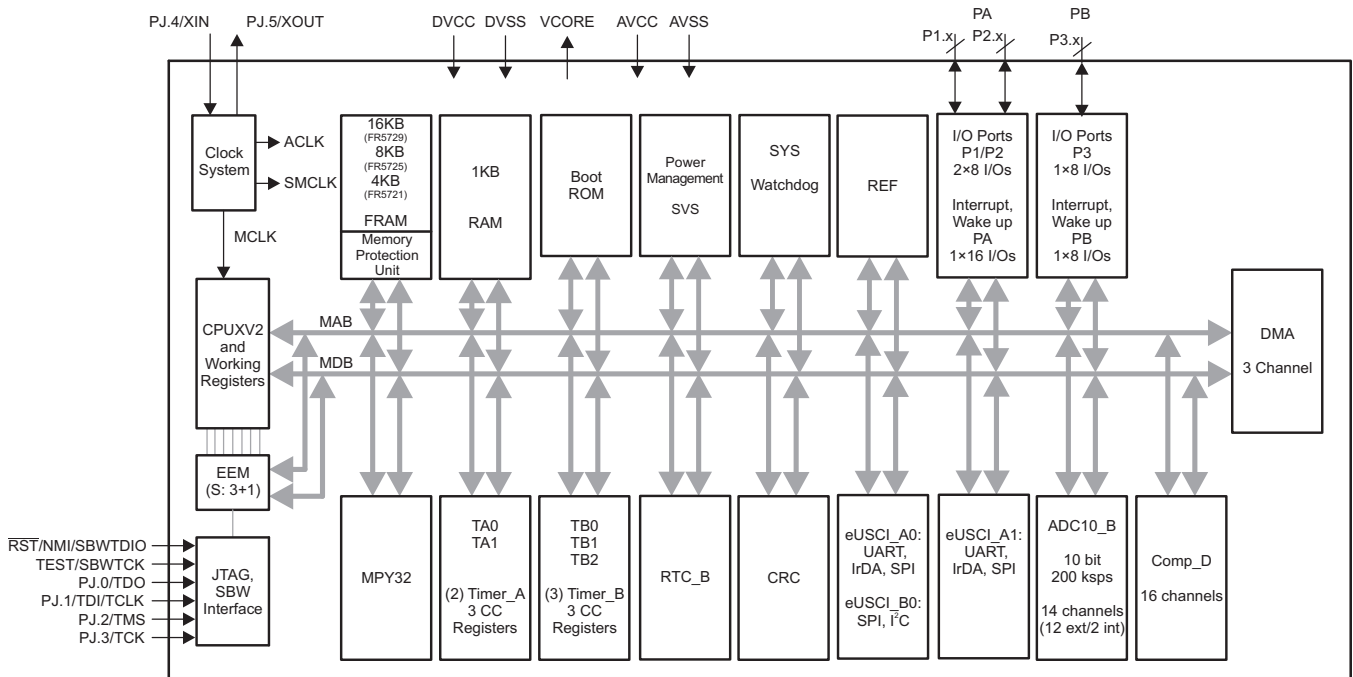 PJ.4/XIN
PJ.5/XOUT
DVCC
DVSS
VCORE
AVCC
AVSS
PA
P1.x
P2.x
PB
P3.x
Clock
System
ACLK
SMCLK
MCLK
16KB
(FR5729)
8KB
(FR5725)
4KB
(FR5721)
FRAM
Memory
Protection
Unit
1KB
RAM
Boot
ROM
Power
Management
SVS
SYS
Watchdog
REF
I/O Ports
P1/P2
2×8 I/Os
Interrupt,
Wake up
PA
1×16 I/Os
I/O Ports
P3
1×8 I/Os
Interrupt,
Wake up
PB
1×8 I/Os
CPUXV2
and
Working
Registers
MAB
MDB
DMA
3 Channel
EEM
(S: 3+1)
RST/NMI/SBWTDIO
TEST/SBWTCK
PJ.0/TDO
PJ.1/TDI/TCLK
PJ.2/TMS
PJ.3/TCK
JTAG,
SBW
Interface
MPY32
TA0
TA1
(2) Timer_A
3 CC
Registers
TB0
TB1
TB2
(3) Timer_B
3 CC
Registers
RTC_B
CRC
eUSCI_A0:
UART,
IrDA, SPI
eUSCI_B0:
SPI, I²C
eUSCI_A1:
UART,
IrDA, SPI
ADC10_B
10 bit
200 ksps
14 channels
(12 ext/2 int)
Comp_D
16 channels